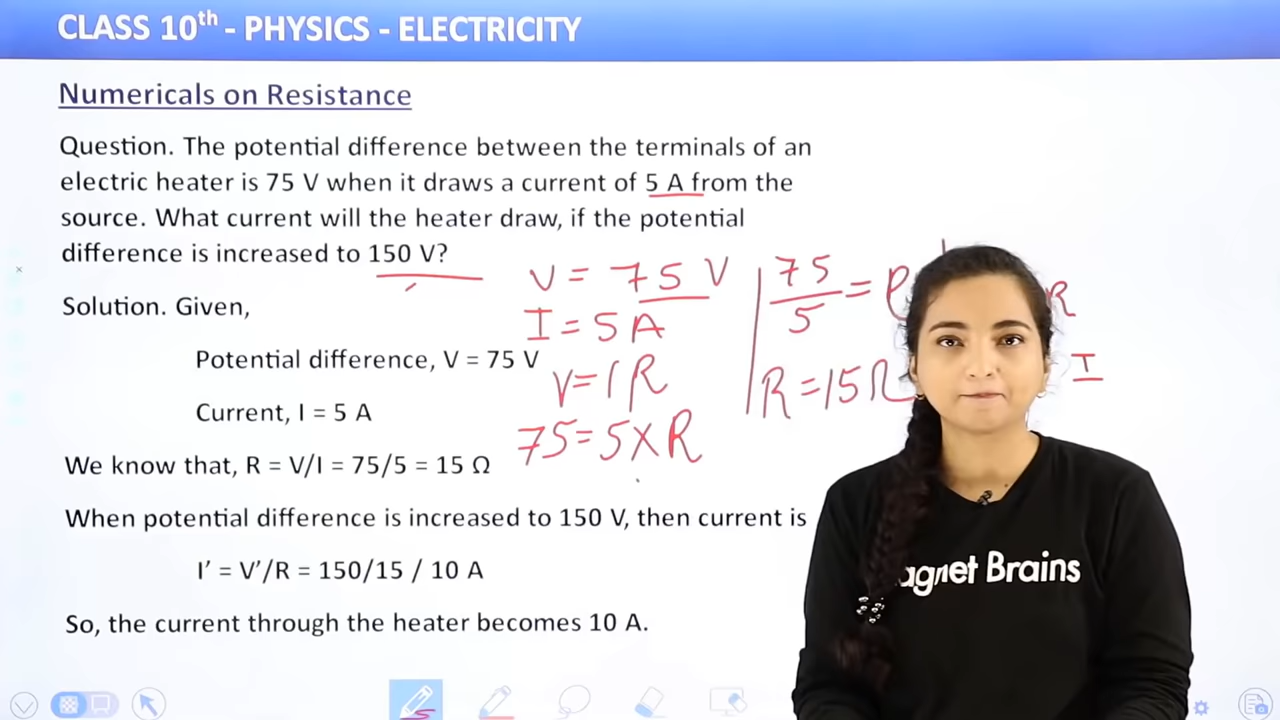 CLASS 10th - PHYSICS - ELECTRICITY
Numericals on Resistance
Question. The potential difference between the terminals of an
electric heater is 75 V when it draws a current of 5 A from the
source. What current will the heater draw, if the potential
difference is increased to 150 V?
Solution. Given,
Potential difference, V = 75 V
Current, I = 5 A
We know that, R = V/I = 75/5 = 15 Ω
When potential difference is increased to 150 V, then current is
I’ = V’/R = 150/15 / 10 A
So, the current through the heater becomes 10 A.
V = 75 V
I = 5 A
V = I R
75 = 5 X R
75/5 =
R = 15 Ω
R
I
agnet Brains